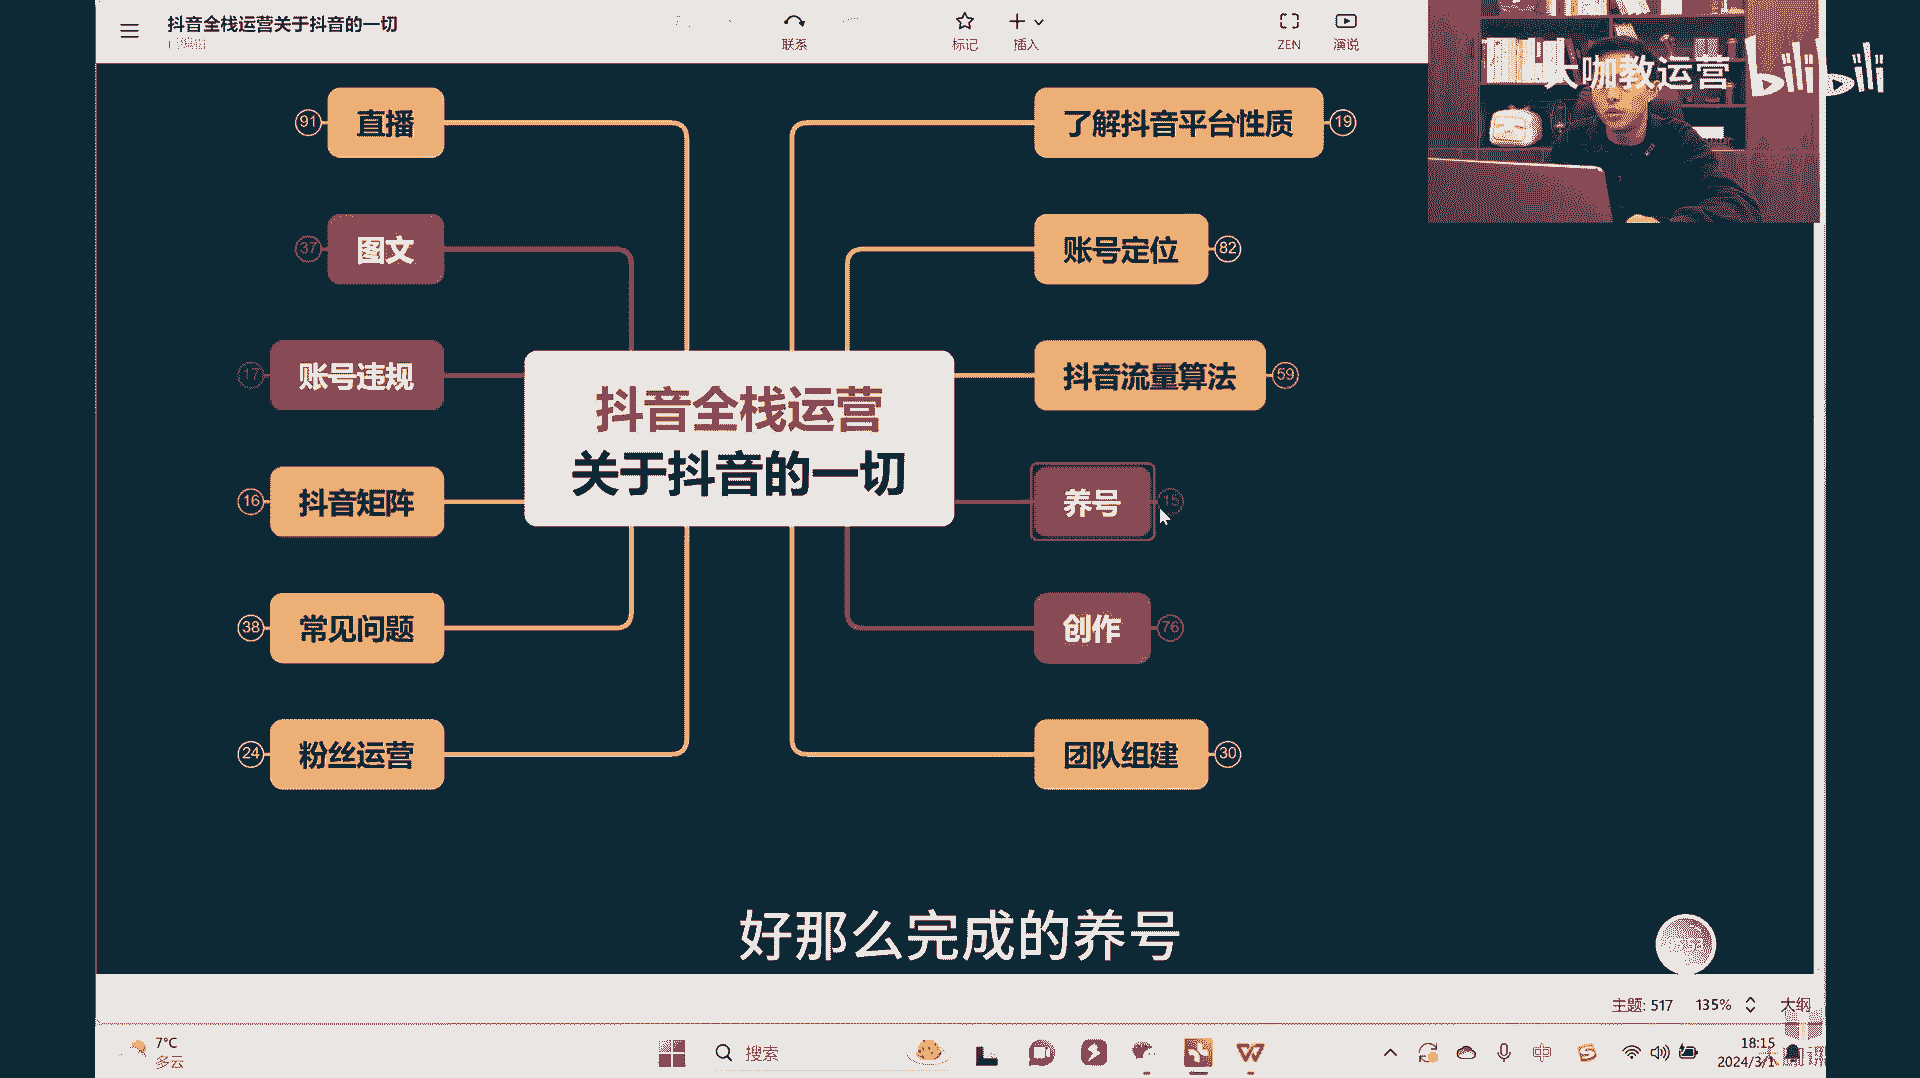 抖音全栈运营关于抖音的一切
已编辑
联系
标记
插入
ZEN
演说
大咖教运营
bilibili
bili
91
直播
37
图文
17
账号违规
16
抖音矩阵
38
常见问题
24
粉丝运营
抖音全栈运营
关于抖音的一切
了解抖音平台性质
19
账号定位
82
抖音流量算法
59
养号
15
创作
76
团队组建
30
好那么完成的养号
主题: 517
135%
大纲
7°C
多云
搜索
中
18:15
2024/3/1